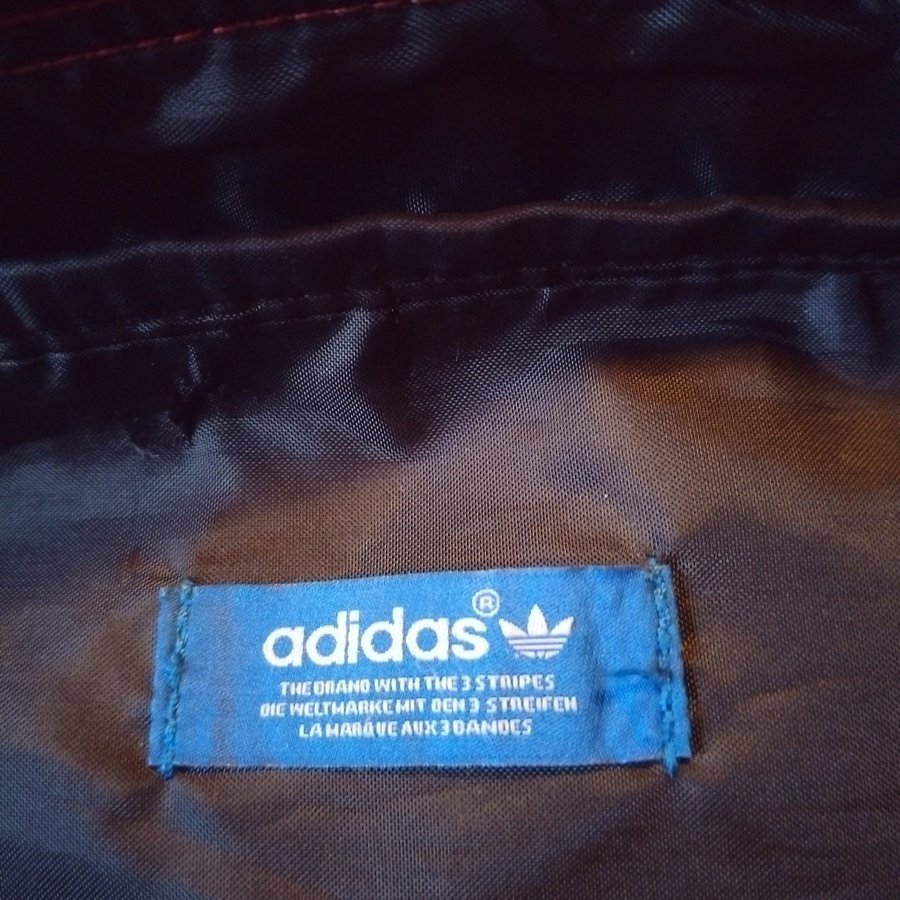 adidas®
THE BRAND WITH THE 3 STRIPES
DIE WELTMARKE MIT DEN 3 STREIFEN
LA MARQUE AUX 3 BANDES